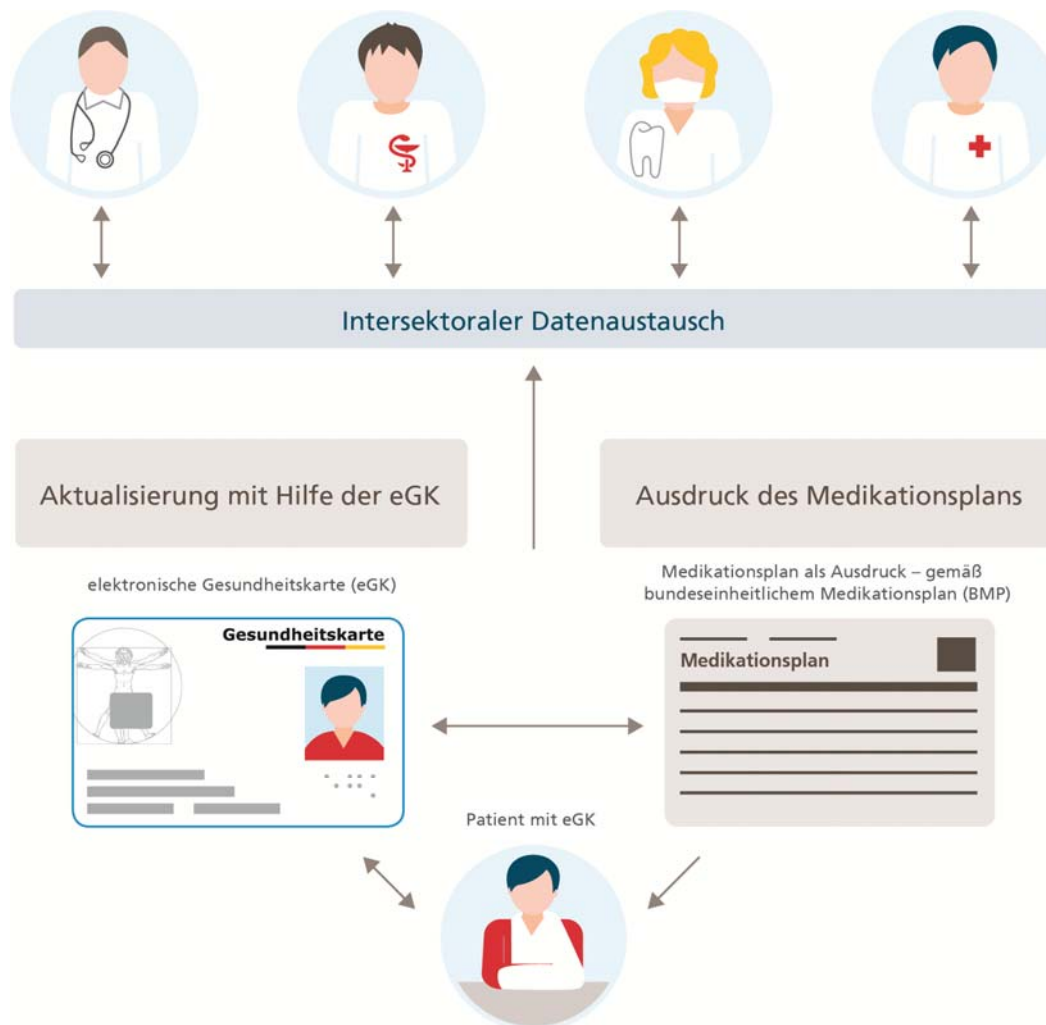 Intersektoraler Datenaustausch
Aktualisierung mit Hilfe der eGK
Ausdruck des Medikationsplans
elektronische Gesundheitskarte (eGK)
Medikationsplan als Ausdruck – gemäß
bundeseinheitlichem Medikationsplan (BMP)
Gesundheitskarte
Medikationsplan
Patient mit eGK